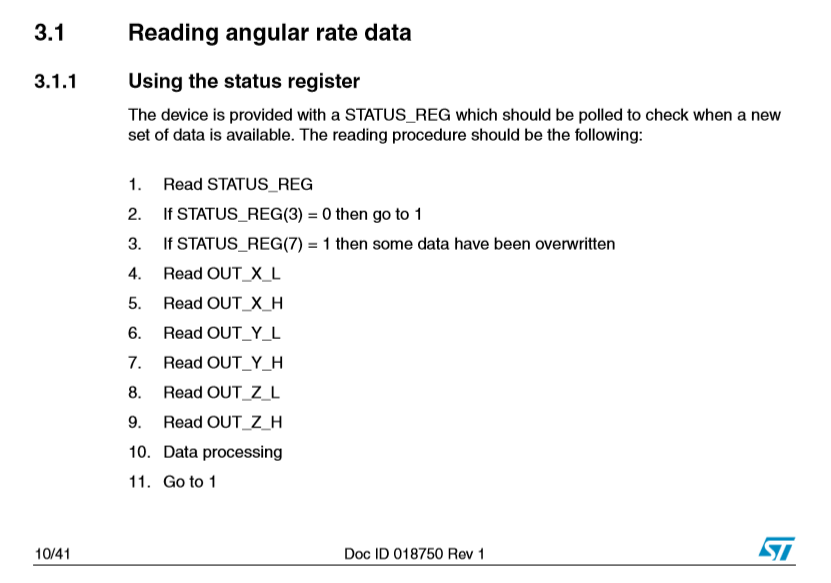 3.1 Reading angular rate data
3.1.1 Using the status register
The device is provided with a STATUS_REG which should be polled to check when a new
set of data is available. The reading procedure should be the following:
1. Read STATUS_REG
2. If STATUS_REG(3) = 0 then go to 1
3. If STATUS_REG(7) = 1 then some data have been overwritten
4. Read OUT_X_L
5. Read OUT_X_H
6. Read OUT_Y_L
7. Read OUT_Y_H
8. Read OUT_Z_L
9. Read OUT_Z_H
10. Data processing
11. Go to 1
10/41 Doc ID 018750 Rev 1 ST